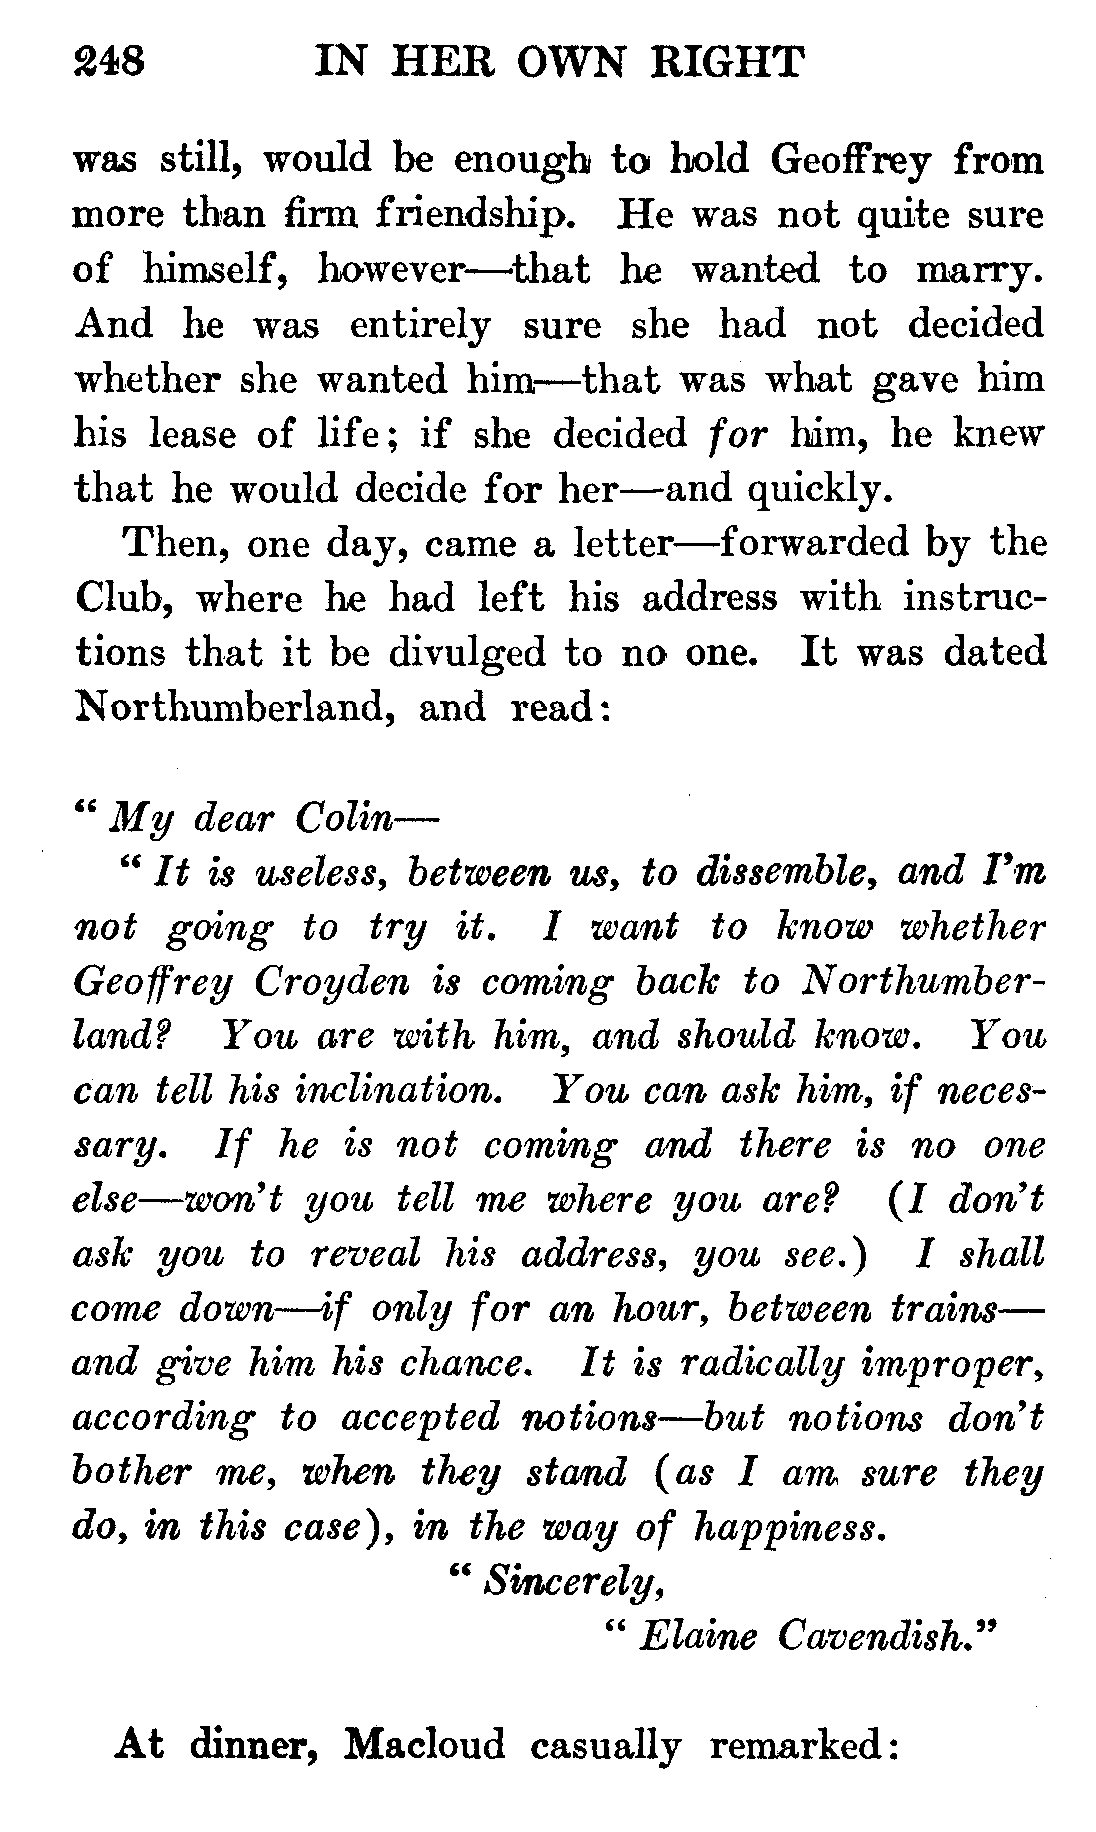 248 IN HER OWN RIGHT
was still, would be enough to hold Geoffrey from
more than firm friendship. He was not quite sure
of himself, however—that he wanted to marry.
And he was entirely sure she had not decided
whether she wanted him—that was what gave him
his lease of life; if she decided for him, he knew
that he would decide for her—and quickly.
Then, one day, came a letter—forwarded by the
Club, where he had left his address with instruc-
tions that it be divulged to no one. It was dated
Northumberland, and read:
“ My dear Colin—
“ It is useless, between us, to dissemble, and I’m
not going to try it. I want to know whether
Geoffrey Croyden is coming back to Northumber-
land? You are with him, and should know. You
can tell his inclination. You can ask him, if neces-
sary. If he is not coming and there is no one
else—won’t you tell me where you are? (I don’t
ask you to reveal his address, you see.) I shall
come down—if only for an hour, between trains—
and give him his chance. It is radically improper,
according to accepted notions—but notions don’t
bother me, when they stand (as I am sure they
do, in this case), in the way of happiness.
“ Sincerely,
“ Elaine Cavendish.”
At dinner, Macloud casually remarked: